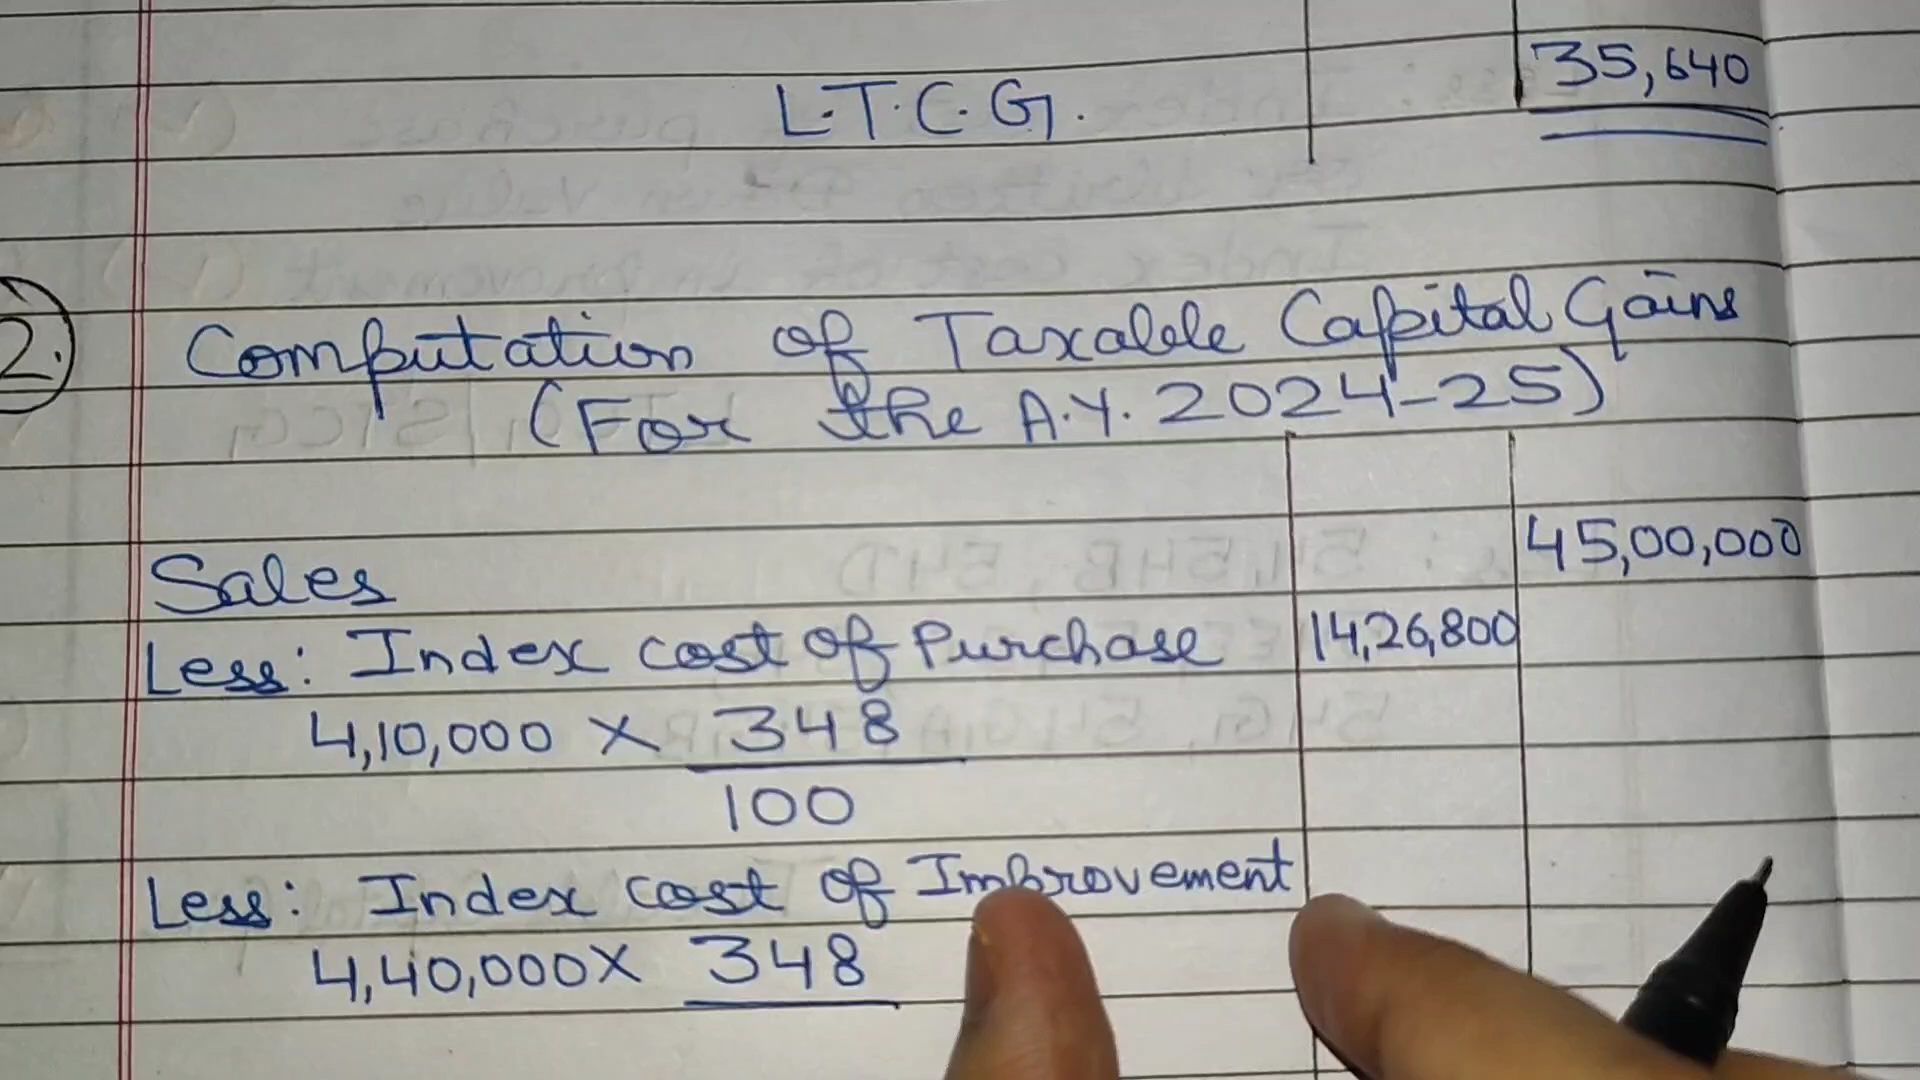 L.T.C.G. 35,640
2. Computation of Taxable Capital Gains
(For the A.Y. 2024-25)
Sales 45,00,000
Less: Index cost of Purchase 14,26,800
4,10,000 × 348
100
Less: Index cost of Improvement
4,40,000 × 348